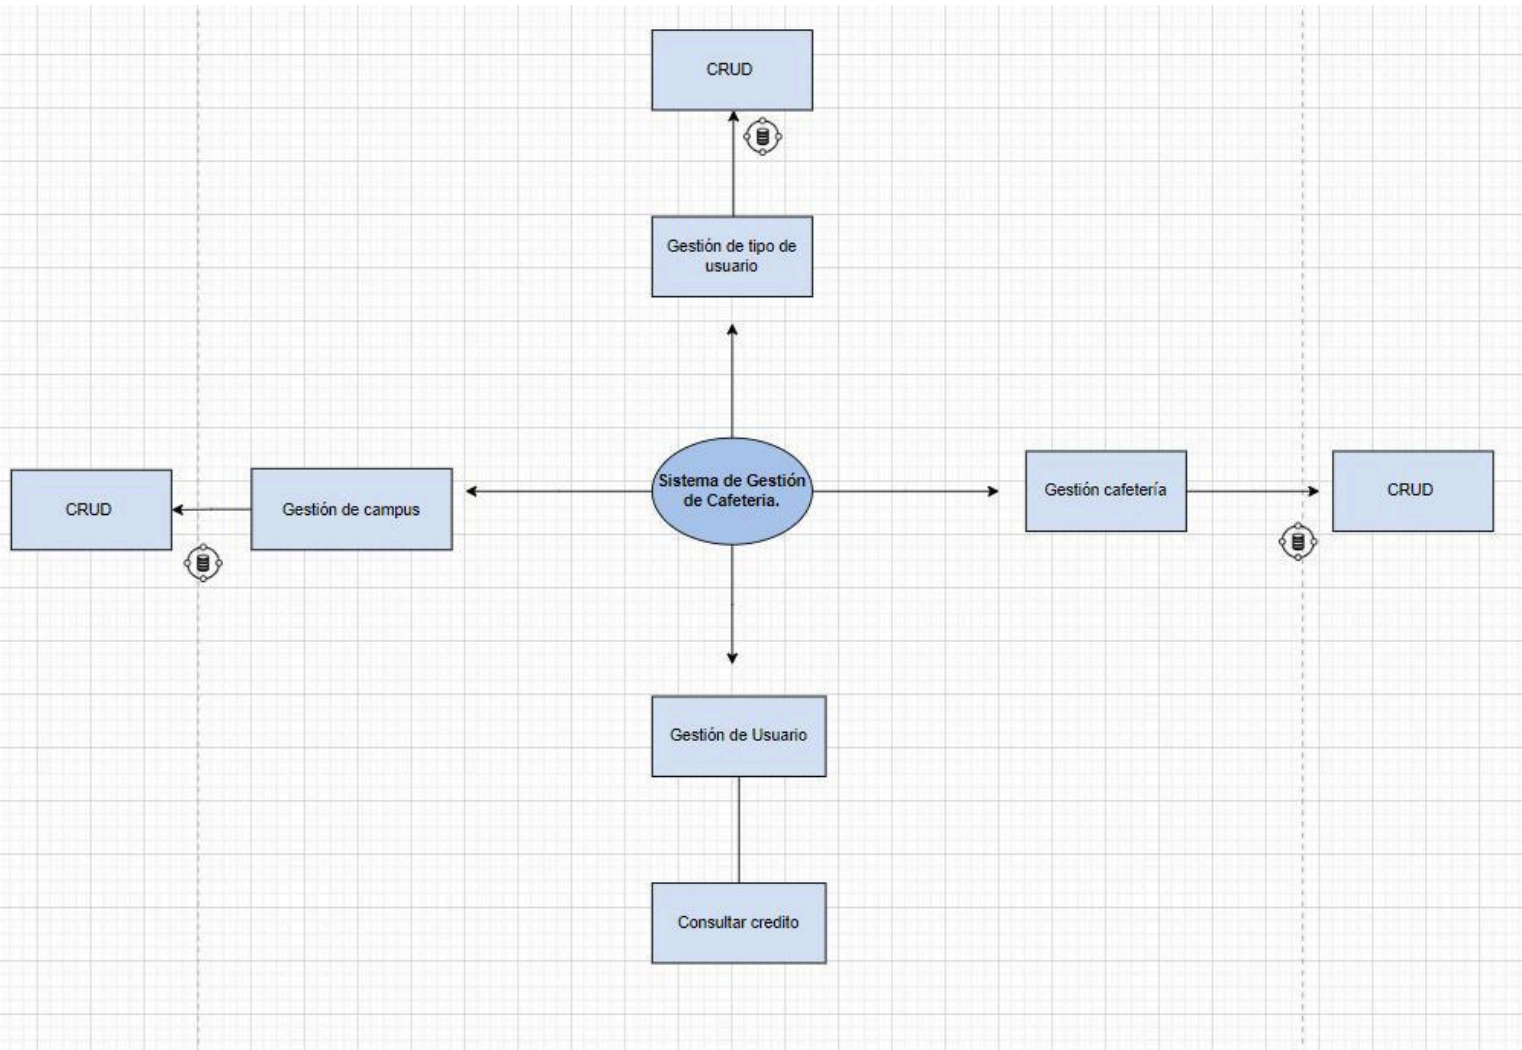 CRUD
Gestión de tipo de
usuario
Sistema de Gestión
de Cafeteria.
CRUD
Gestión de campus
Gestión cafetería
CRUD
Gestión de Usuario
Consultar credito